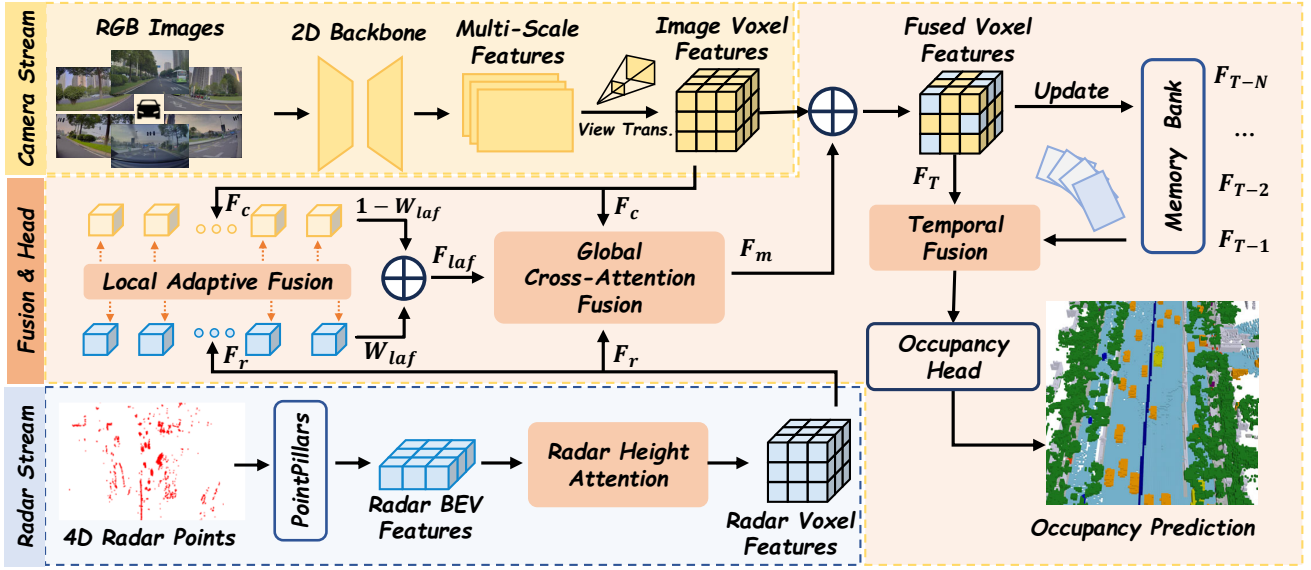 Camera Stream
RGB Images
2D Backbone
Multi-Scale
Features
View Trans.
Image Voxel
Features
Fused Voxel
Features
Update
Memory Bank
F_{T-N}
...
F_{T-2}
F_{T-1}
F_T
Temporal
Fusion
Occupancy
Head
Occupancy Prediction
Fusion & Head
F_c
1 - W_{laf}
Local Adaptive Fusion
F_r
W_{laf}
F_{laf}
F_c
Global
Cross-Attention
Fusion
F_m
F_r
Radar Stream
4D Radar Points
PointPillars
Radar BEV
Features
Radar Height
Attention
Radar Voxel
Features